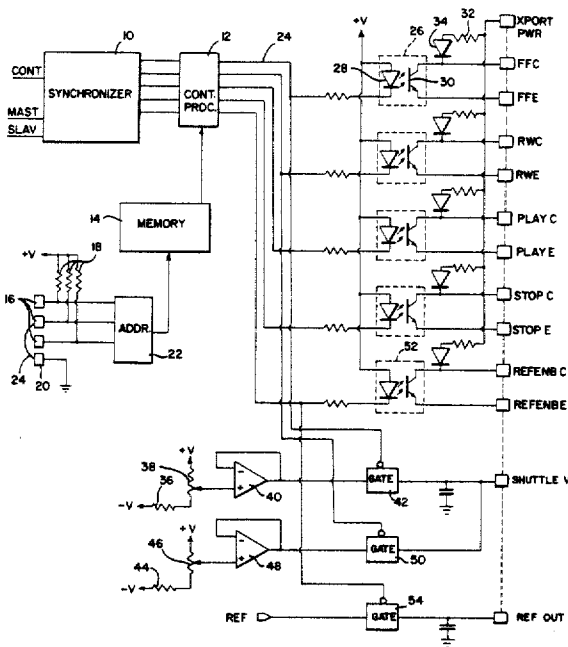 10
12
24
CONT
MAST
SLAV
SYNCHRONIZER
CONT.
PROC.
14
MEMORY
+V
18
16
24
20
ADDR.
22
+V
26
34
32
28
30
XPORT
PWR
FFC
FFE
RWC
RWE
PLAY C
PLAY E
STOP C
STOP E
52
REFENB C
REFENB E
+V
38
36
-V
-
+
40
GATE
42
SHUTTLE V
+V
46
44
-V
-
+
48
GATE
50
REF
GATE
54
REF OUT